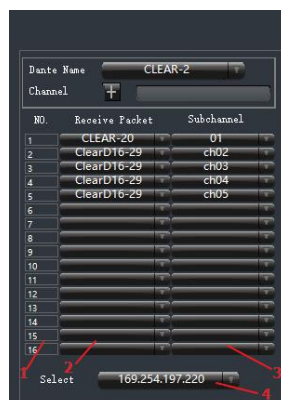 Dante Name CLEAR-2
Channel +
NO. Receive Packet Subchannel
1 CLEAR-20 01
2 ClearD16-29 ch02
3 ClearD16-29 ch03
4 ClearD16-29 ch04
5 ClearD16-29 ch05
6
7
8
9
10
11
12
13
14
15
16
1 2 3
Select 169.254.197.220
4